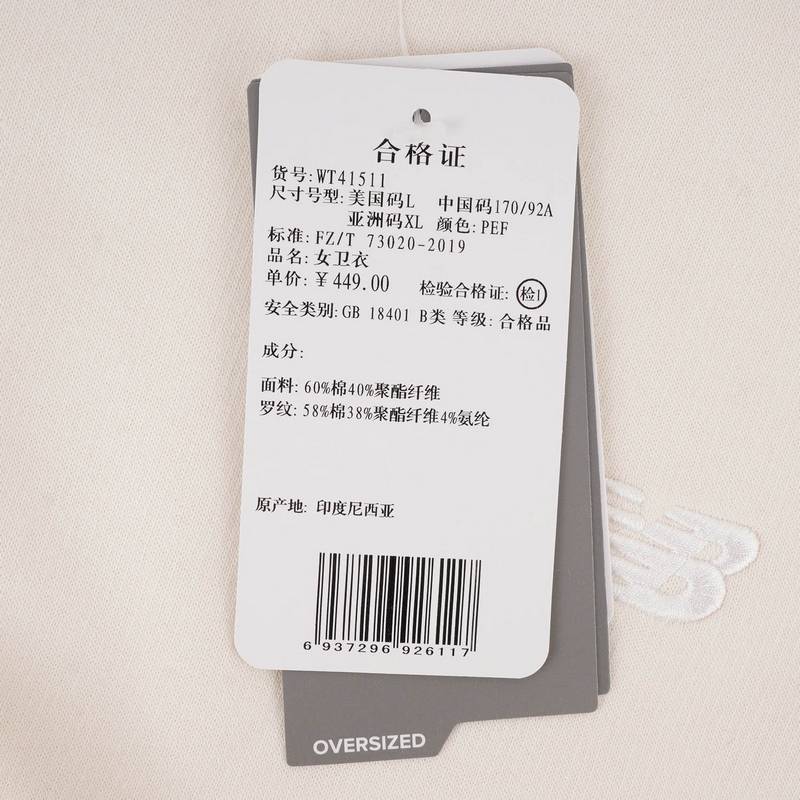 合格证
货号:WT41511
尺寸号型:美国码L 中国码170/92A
亚洲码XL 颜色:PEF
标准:FZ/T 73020-2019
品名:女卫衣
单价:¥449.00 检验合格证:检1
安全类别:GB 18401 B类 等级:合格品
成分:
面料:60%棉40%聚酯纤维
罗纹:58%棉38%聚酯纤维4%氨纶
原产地: 印度尼西亚
6 937296 926117
OVERSIZED